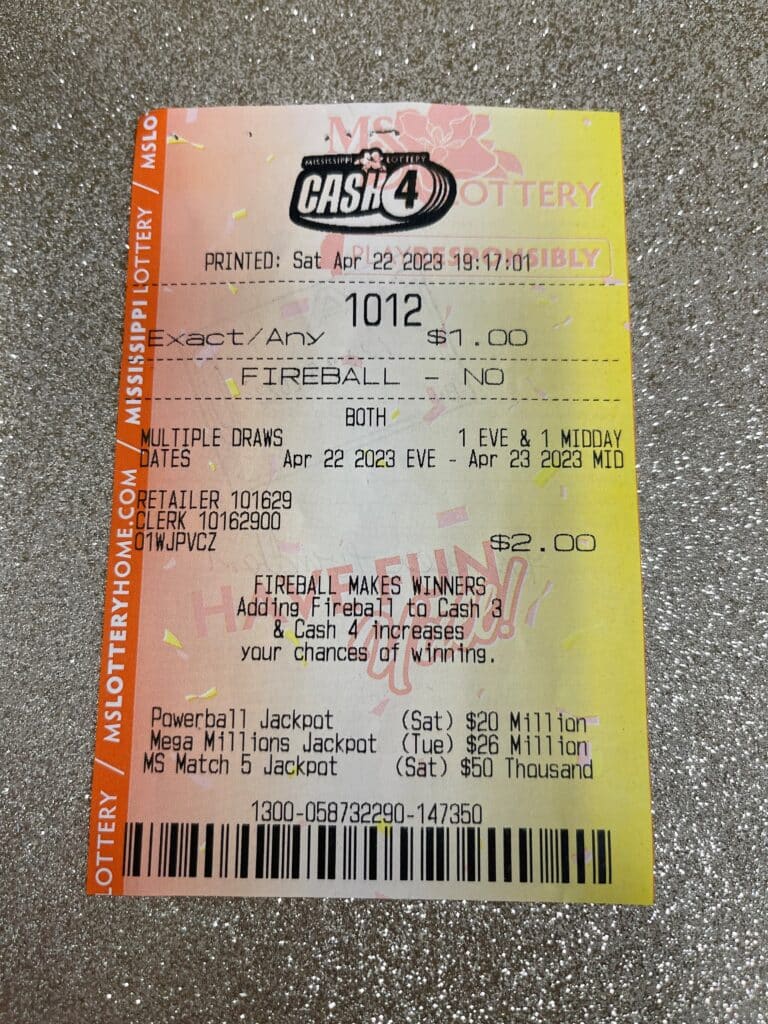 MS
LOTTERY
PLAY RESPONSIBLY
MISSISSIPPI LOTTERY
CASH 4
PRINTED: Sat Apr 22 2023 19:17:01
1012
Exact/Any $1.00
FIREBALL - NO
BOTH
MULTIPLE DRAWS 1 EVE & 1 MIDDAY
DATES Apr 22 2023 EVE - Apr 23 2023 MID
RETAILER 101629
CLERK 10162900
01WJPVCZ $2.00
HAVE FUN
Y'all!
FIREBALL MAKES WINNERS
Adding Fireball to Cash 3
& Cash 4 increases
your chances of winning.
Powerball Jackpot (Sat) $20 Million
Mega Millions Jackpot (Tue) $26 Million
MS Match 5 Jackpot (Sat) $50 Thousand
1300-058732290-147350
LOTTERY / MSLOTTERYHOME.COM / MISSISSIPPI LOTTERY / MSLO